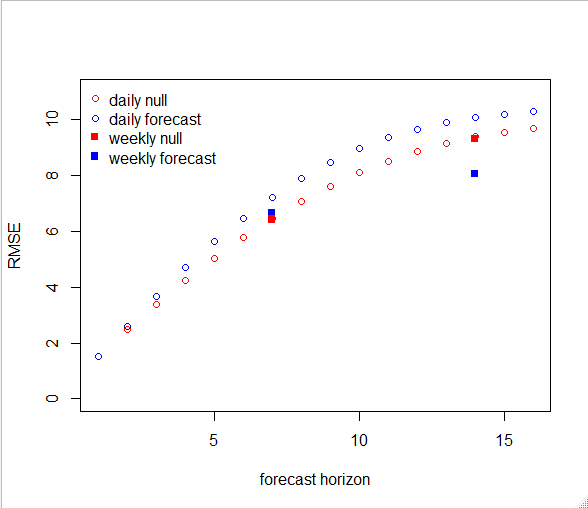 daily null
daily forecast
weekly null
weekly forecast
RMSE
10
8
6
4
2
0
5 10 15
forecast horizon